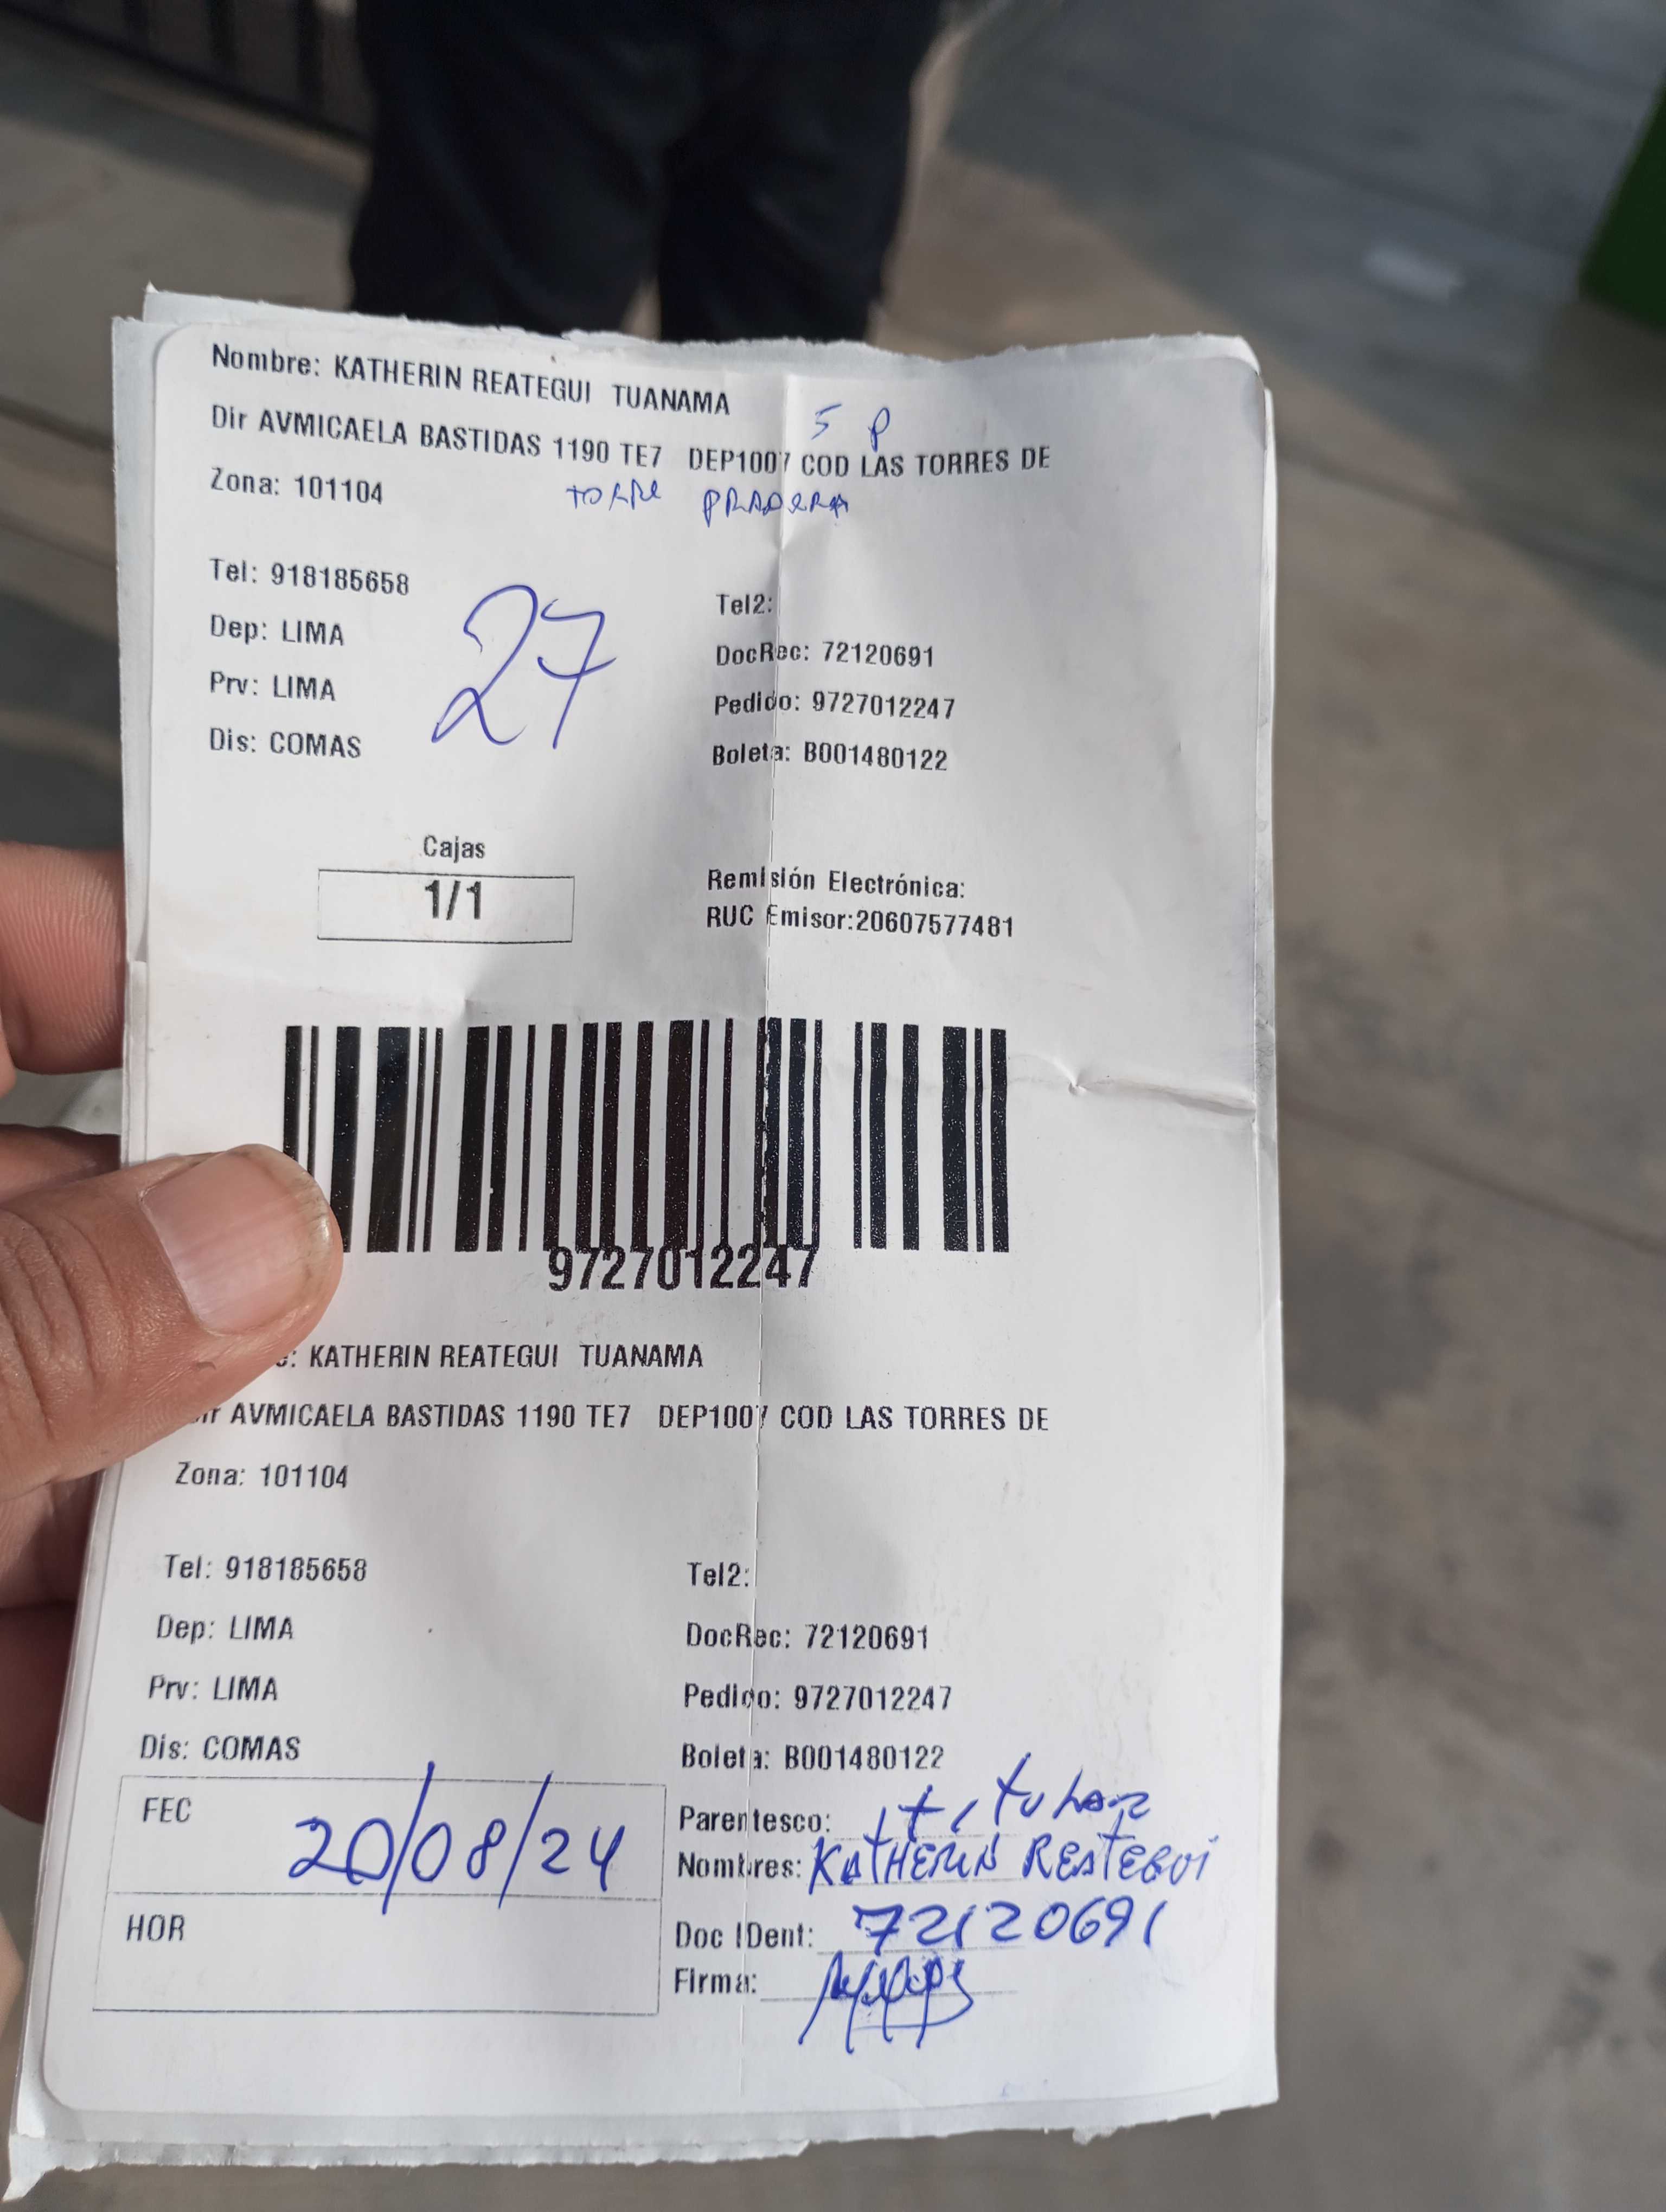 Nombre: KATHERIN REATEGUI TUANAMA
5 P
Dir AVMICAELA BASTIDAS 1190 TE7 DEP1007 COD LAS TORRES DE
Zona: 101104
TORRE PRADERA
Tel: 918185658
Tel2:
Dep: LIMA
DocRec: 72120691
27
Prv: LIMA
Pedido: 9727012247
Dis: COMAS
Boleta: B001480122
Cajas
1/1
Remisión Electrónica:
RUC Emisor:20607577481
9727012247
: KATHERIN REATEGUI TUANAMA
Dir AVMICAELA BASTIDAS 1190 TE7 DEP1007 COD LAS TORRES DE
Zona: 101104
Tel: 918185658
Tel2:
Dep: LIMA
DocRec: 72120691
Prv: LIMA
Pedido: 9727012247
Dis: COMAS
Boleta: B001480122
FEC 20/08/24
Parentesco: titular
Nombres: KATHERIN REATEGUI
HOR
Doc IDent: 72120691
Firma: